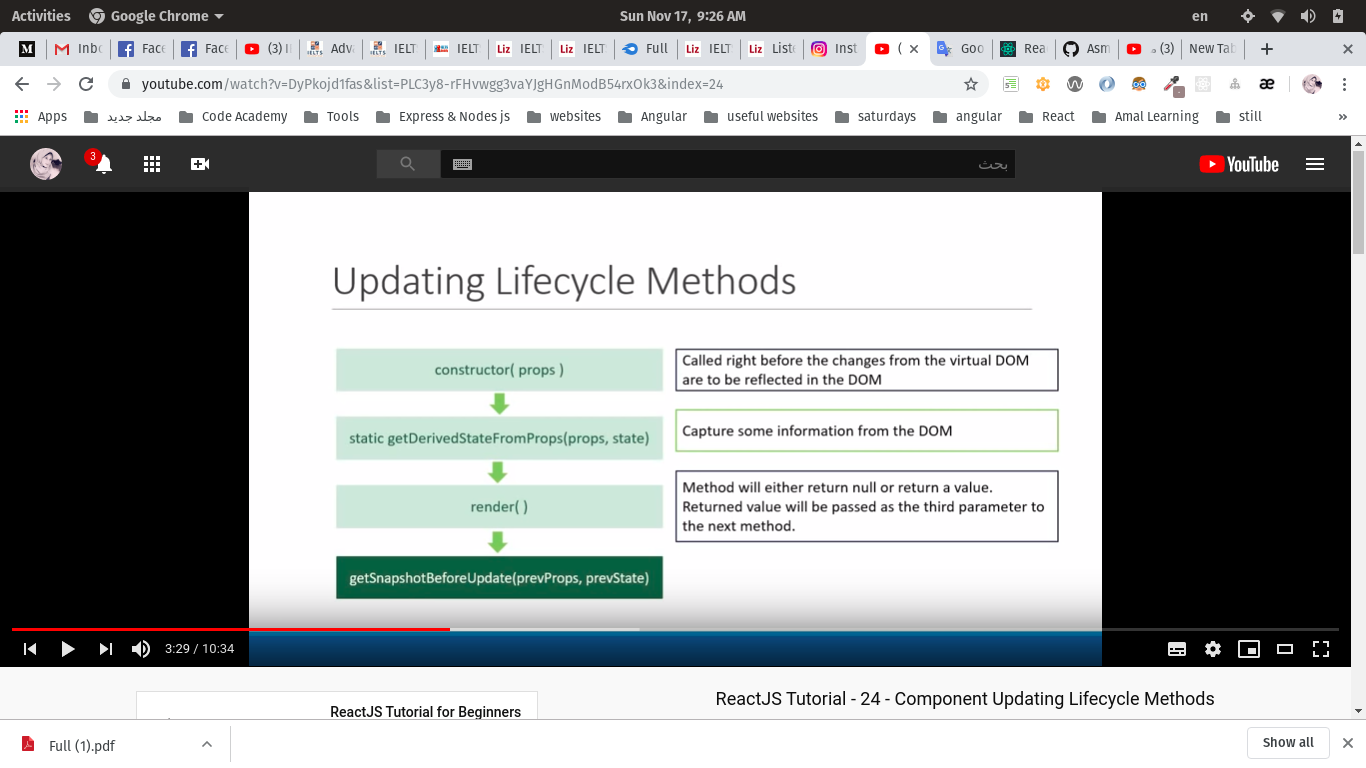 Activities
Google Chrome
Sun Nov 17, 9:26 AM
en
Inbo
Face
Face
(3) I
Adva
IELT
IELT
IELT
IELT
Full
IELT
List
Inst
(
Goo
Rea
Asm
(3)
New Tab
youtube.com/watch?v=DyPkojd1fas&list=PLC3y8-rFHvwgg3vaYJgHGnModB54rxOk3&index=24
Apps
مجلد جديد
Code Academy
Tools
Express & Nodes js
websites
Angular
useful websites
saturdays
angular
React
Amal Learning
still
»
3
بحث
YouTube
Updating Lifecycle Methods
constructor( props )
static getDerivedStateFromProps(props, state)
render( )
getSnapshotBeforeUpdate(prevProps, prevState)
Called right before the changes from the virtual DOM
are to be reflected in the DOM
Capture some information from the DOM
Method will either return null or return a value.
Returned value will be passed as the third parameter to
the next method.
3:29 / 10:34
ReactJS Tutorial for Beginners
ReactJS Tutorial - 24 - Component Updating Lifecycle Methods
Full (1).pdf
Show all